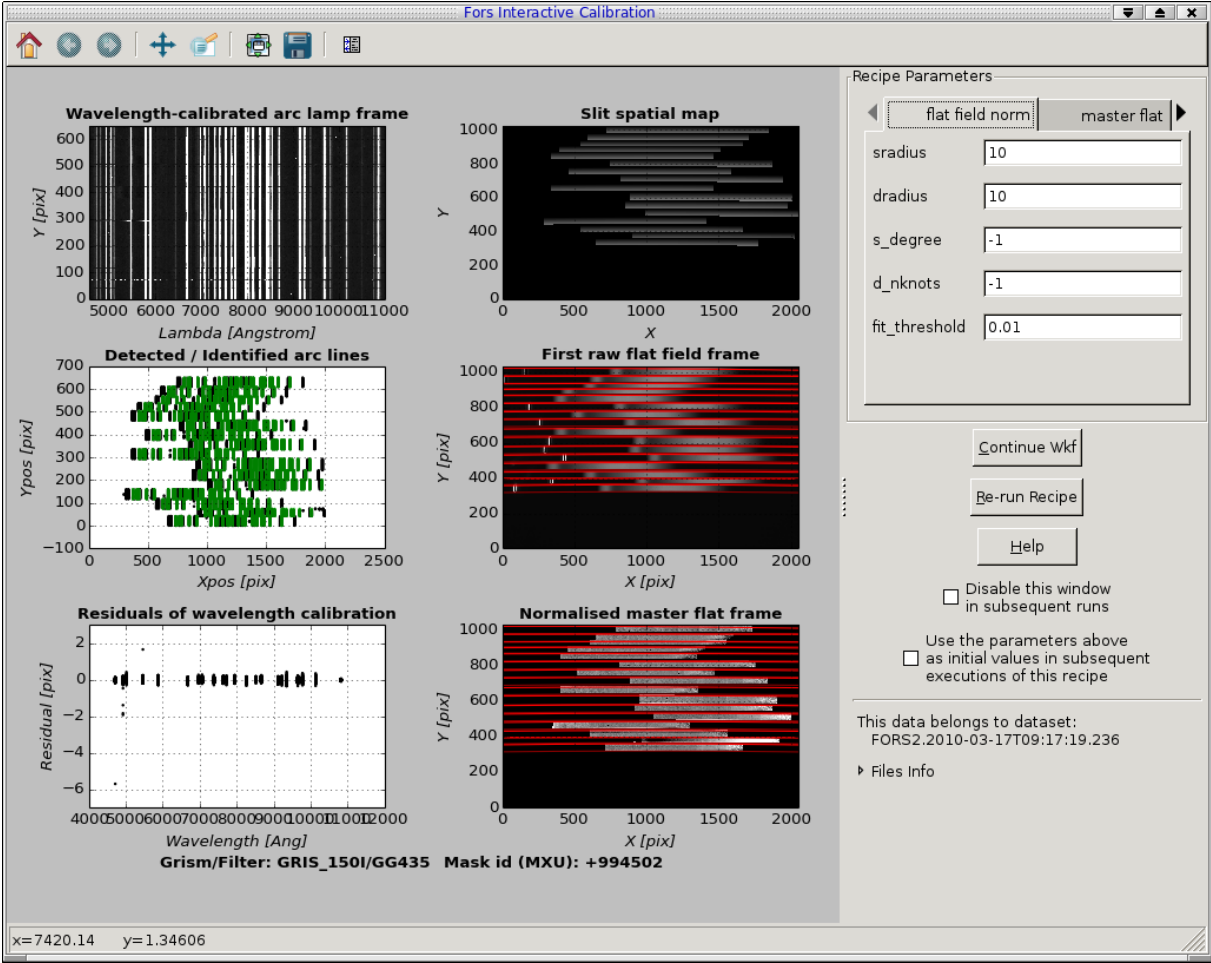 Fors Interactive Calibration
Recipe Parameters
flat field norm
master flat
sradius
10
dradius
10
s_degree
-1
d_nknots
-1
fit_threshold
0.01
Continue Wkf
Re-run Recipe
Help
Disable this window
in subsequent runs
Use the parameters above
as initial values in subsequent
executions of this recipe
This data belongs to dataset:
FORS2.2010-03-17T09:17:19.236
Files Info
Wavelength-calibrated arc lamp frame
600
500
400
300
200
100
0
Y [pix]
5000 6000 7000 8000 9000 10000 11000
Lambda [Angstrom]
Slit spatial map
1000
800
600
400
200
0
Y
0 500 1000 1500 2000
X
Detected / Identified arc lines
700
600
500
400
300
200
100
0
−100
Ypos [pix]
0 500 1000 1500 2000 2500
Xpos [pix]
First raw flat field frame
1000
800
600
400
200
0
Y [pix]
0 500 1000 1500 2000
X [pix]
Residuals of wavelength calibration
2
0
−2
−4
−6
Residual [pix]
4000 5000 6000 7000 8000 9000 10000 11000 12000
Wavelength [Ang]
Normalised master flat frame
1000
800
600
400
200
0
Y [pix]
0 500 1000 1500 2000
X [pix]
Grism/Filter: GRIS_150I/GG435 Mask id (MXU): +994502
x=7420.14 y=1.34606